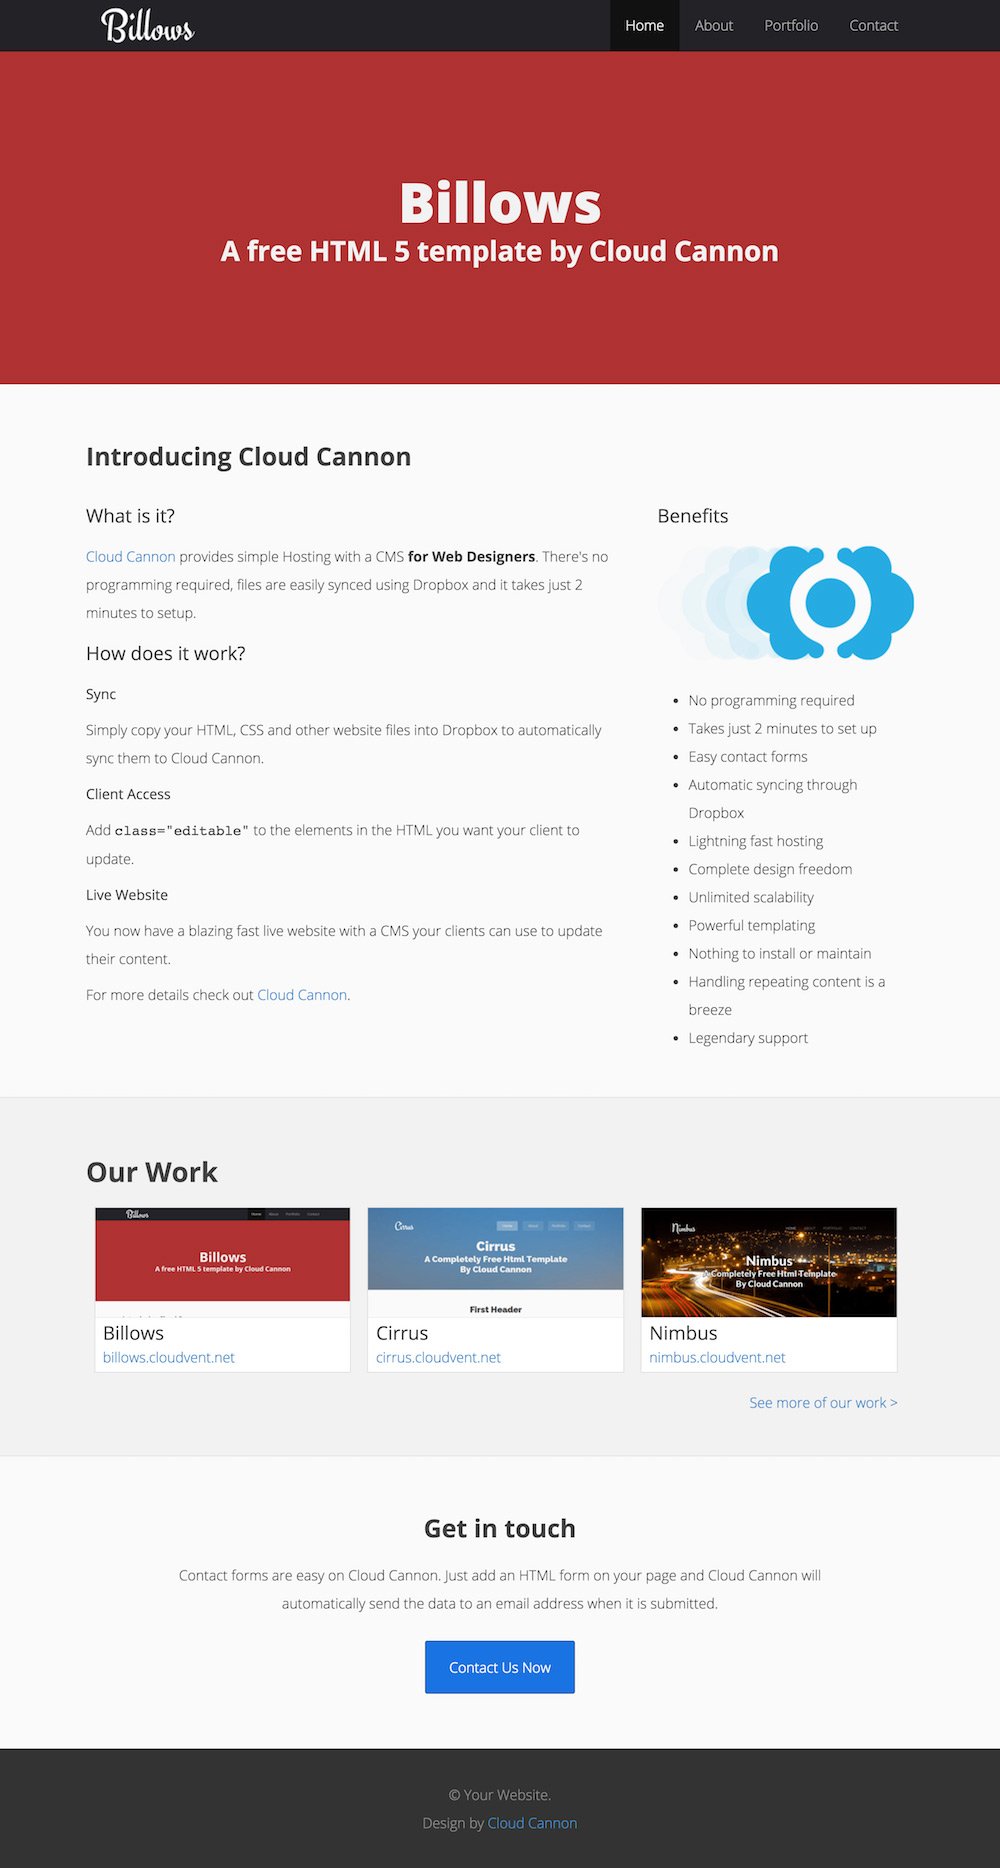 Billows
Home About Portfolio Contact
Billows
A free HTML 5 template by Cloud Cannon
Introducing Cloud Cannon
What is it?
Cloud Cannon provides simple Hosting with a CMS for Web Designers. There's no
programming required, files are easily synced using Dropbox and it takes just 2
minutes to setup.
How does it work?
Sync
Simply copy your HTML, CSS and other website files into Dropbox to automatically
sync them to Cloud Cannon.
Client Access
Add class="editable" to the elements in the HTML you want your client to
update.
Live Website
You now have a blazing fast live website with a CMS your clients can use to update
their content.
For more details check out Cloud Cannon.
Benefits
No programming required
Takes just 2 minutes to set up
Easy contact forms
Automatic syncing through
Dropbox
Lightning fast hosting
Complete design freedom
Unlimited scalability
Powerful templating
Nothing to install or maintain
Handling repeating content is a
breeze
Legendary support
Our Work
Billows
Home About Portfolio Contact
Billows
A free HTML 5 template by Cloud Cannon
Billows
billows.cloudvent.net
Cirrus
Home About Portfolio Contact
Cirrus
A Completely Free Html Template
By Cloud Cannon
First Header
Cirrus
cirrus.cloudvent.net
Nimbus
HOME ABOUT PORTFOLIO CONTACT
Nimbus
A Completely Free Html Template
By Cloud Cannon
Nimbus
nimbus.cloudvent.net
See more of our work >
Get in touch
Contact forms are easy on Cloud Cannon. Just add an HTML form on your page and Cloud Cannon will
automatically send the data to an email address when it is submitted.
Contact Us Now
© Your Website.
Design by Cloud Cannon